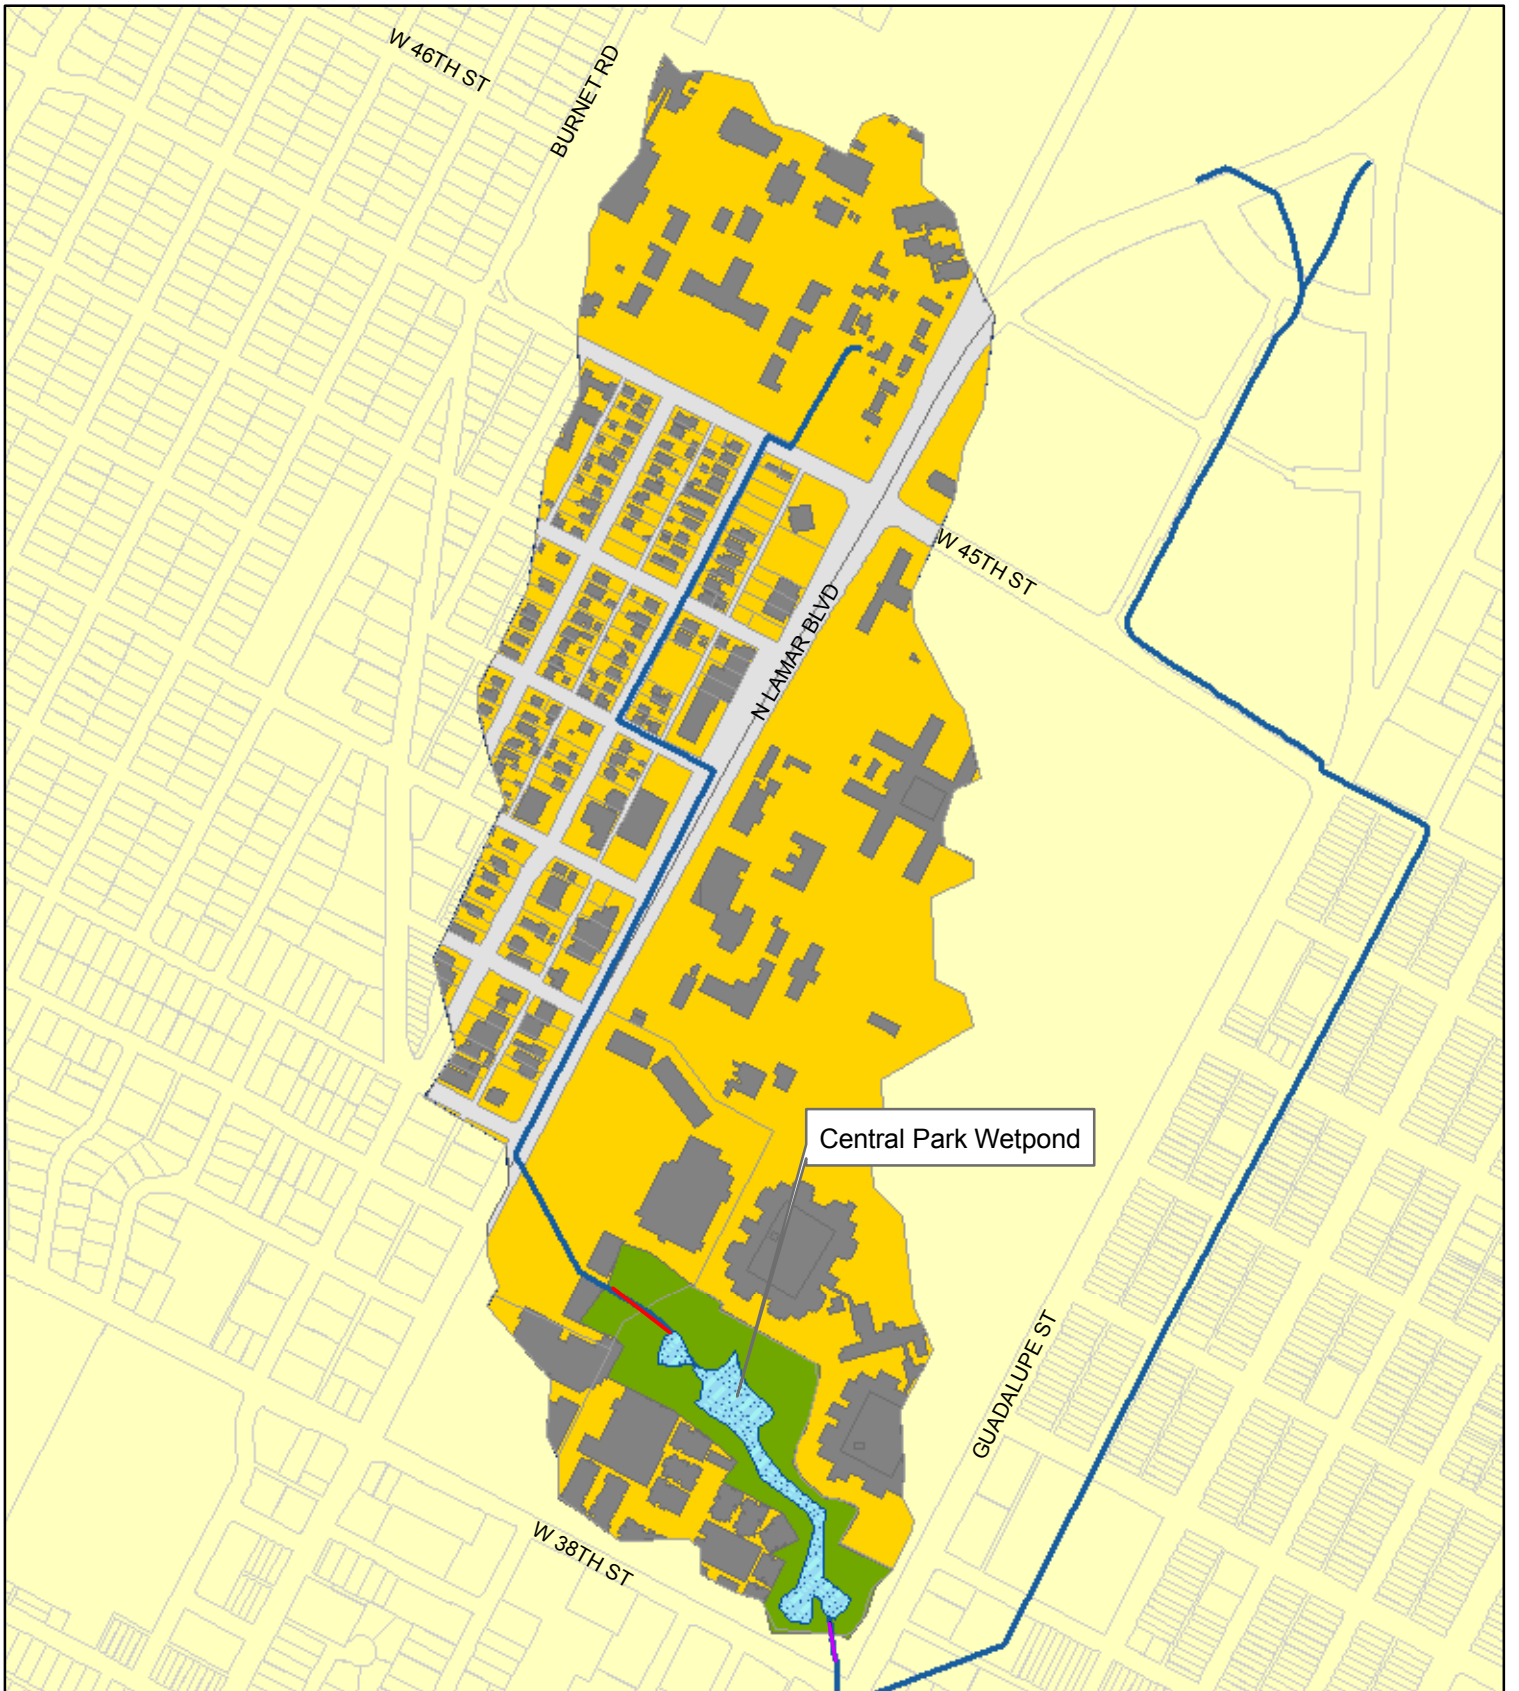 W 46TH ST
BURNET RD
W 45TH ST
N LAMAR BLVD
Central Park Wetpond
GUADALUPE ST
W 38TH ST